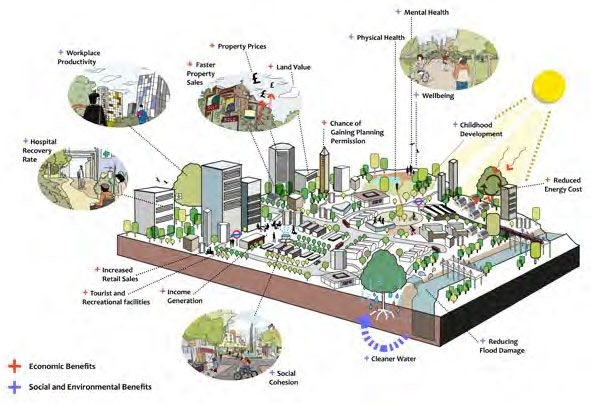 + Mental Health
+ Physical Health
+ Property Prices
+ Workplace
Productivity
+ Faster
Property
Sales
+ Land Value
£
£
£
+ Wellbeing
+ Chance of
Gaining Planning
Permission
+ Childhood
Development
+ Hospital
Recovery
Rate
+ Reduced
Energy Cost
+ Increased
Retail Sales
+ Tourist and
Recreational facilities
+ Income
Generation
+ Social
Cohesion
+ Cleaner Water
+ Reducing
Flood Damage
+ Economic Benefits
+ Social and Environmental Benefits